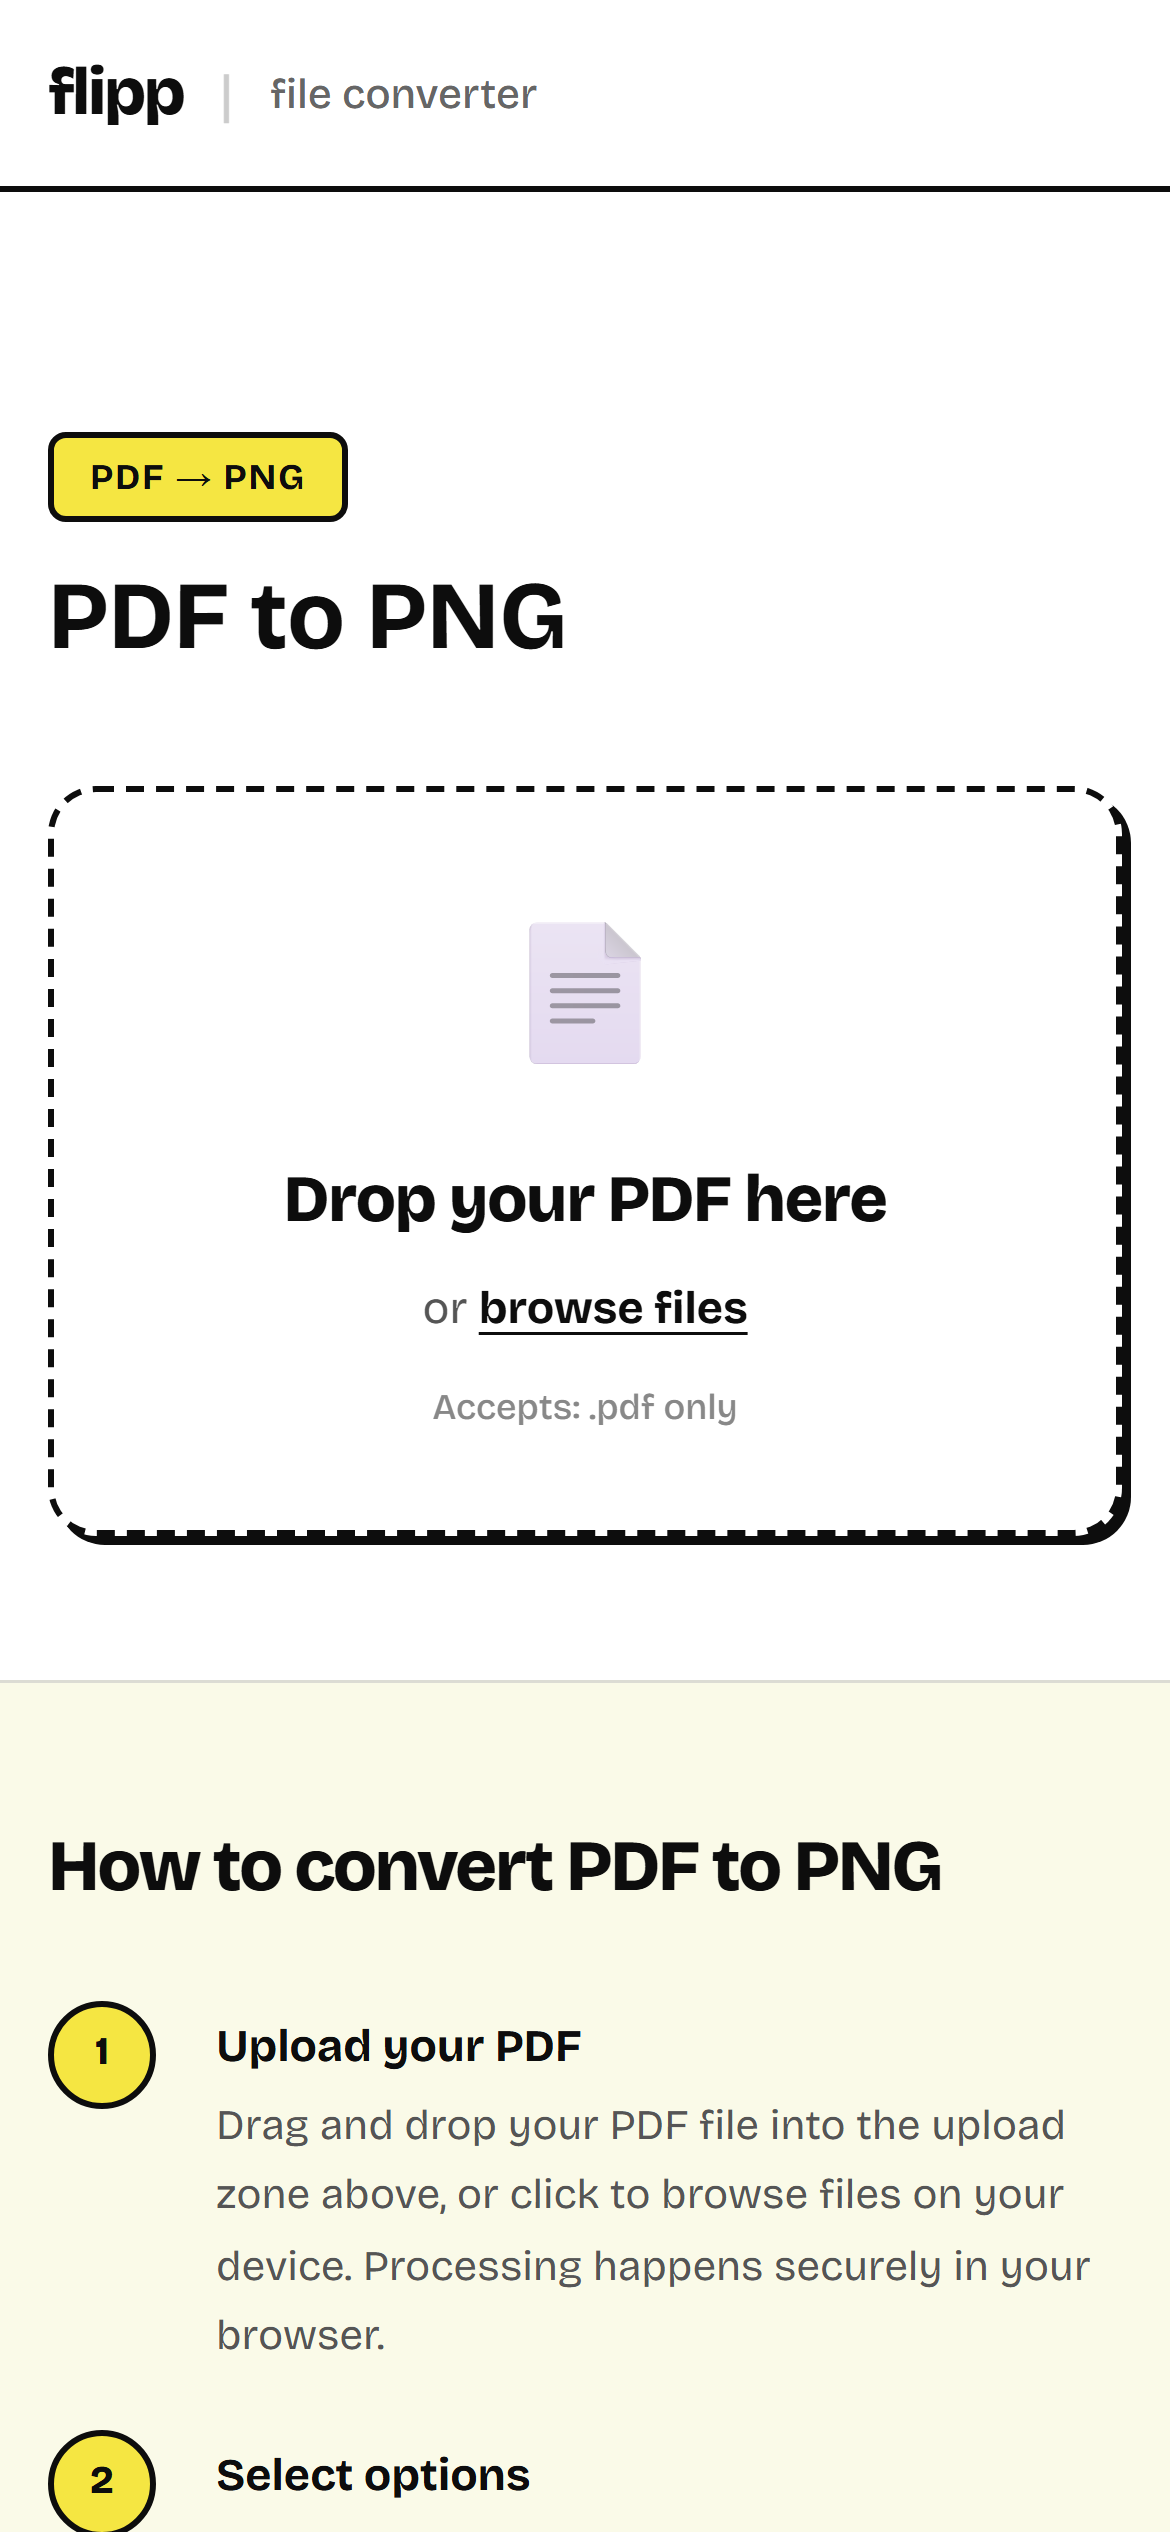 flipp | file converter
PDF → PNG
PDF to PNG
Drop your PDF here
or browse files
Accepts: .pdf only
How to convert PDF to PNG
1
Upload your PDF
Drag and drop your PDF file into the upload
zone above, or click to browse files on your
device. Processing happens securely in your
browser.
2
Select options